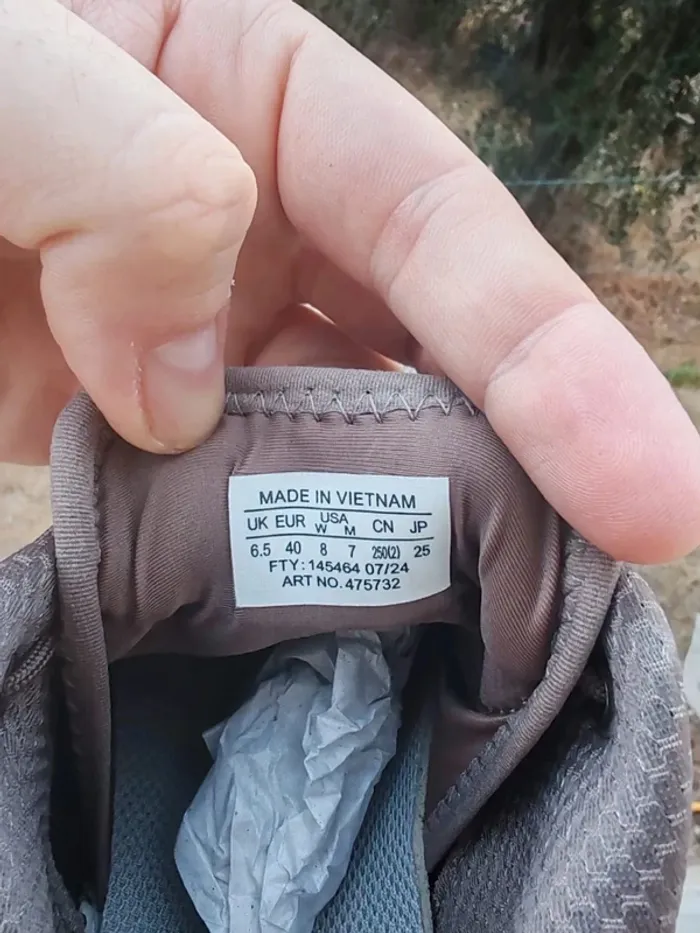 MADE IN VIETNAM
UK EUR USA W M CN JP
6.5 40 8 7 250(2) 25
FTY: 145464 07/24
ART NO. 475732